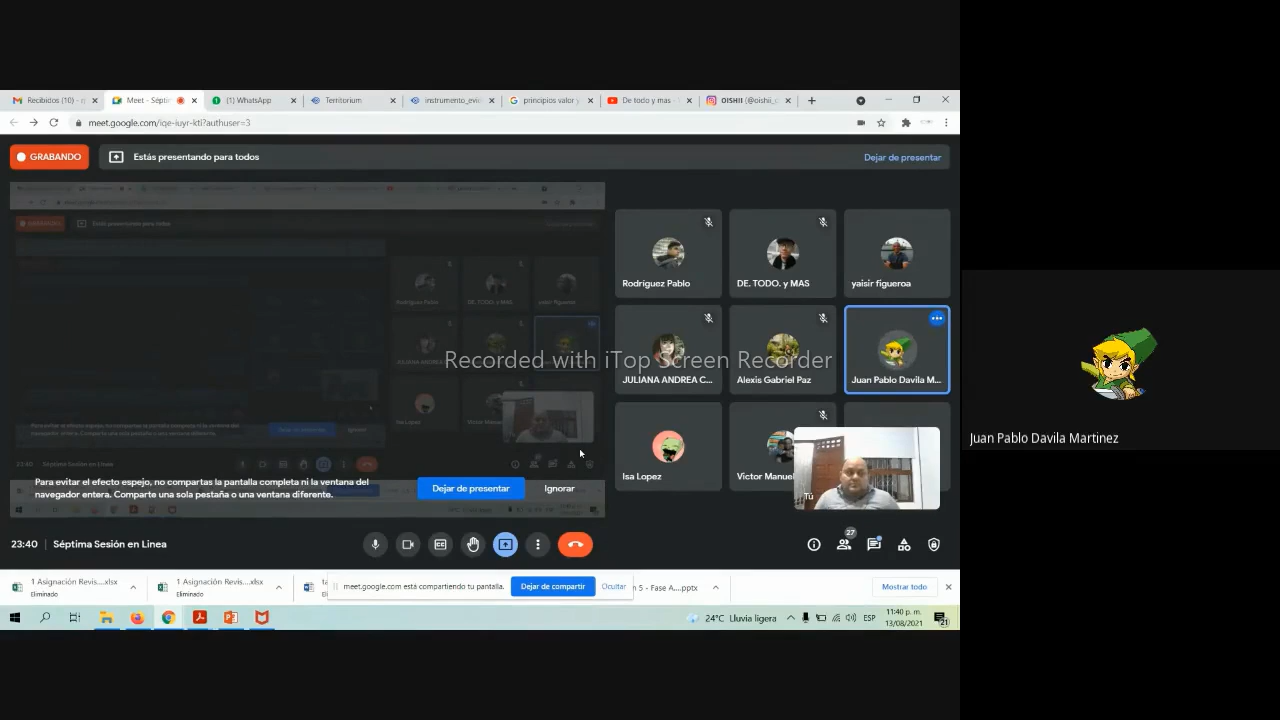 Recibidos (10) - r
Meet - Séptir
(1) WhatsApp
Territorium
instrumento_evi
principios valor y
De todo y mas -
OISHII (@oishii_
meet.google.com/iqe-iuyr-kti?authuser=3
GRABANDO
Estás presentando para todos
Dejar de presentar
Rodríguez Pablo
DE. TODO. y MAS
yaisir figueroa
JULIANA ANDREA C...
Alexis Gabriel Paz
Juan Pablo Davila M...
Recorded with iTop Screen Recorder
Juan Pablo Davila Martinez
Isa Lopez
Victor Manuel
Tú
Para evitar el efecto espejo, no compartas la pantalla completa ni la ventana del
navegador entera. Comparte una sola pestaña o una ventana diferente.
Dejar de presentar
Ignorar
23:40
Séptima Sesión en Linea
27
1 Asignación Revis....xlsx
Eliminado
1 Asignación Revis....xlsx
Eliminado
meet.google.com está compartiendo tu pantalla.
Dejar de compartir
Ocultar
n 5 - Fase A....pptx
Mostrar todo
24°C Lluvia ligera
ESP
11:40 p. m.
13/08/2021
21